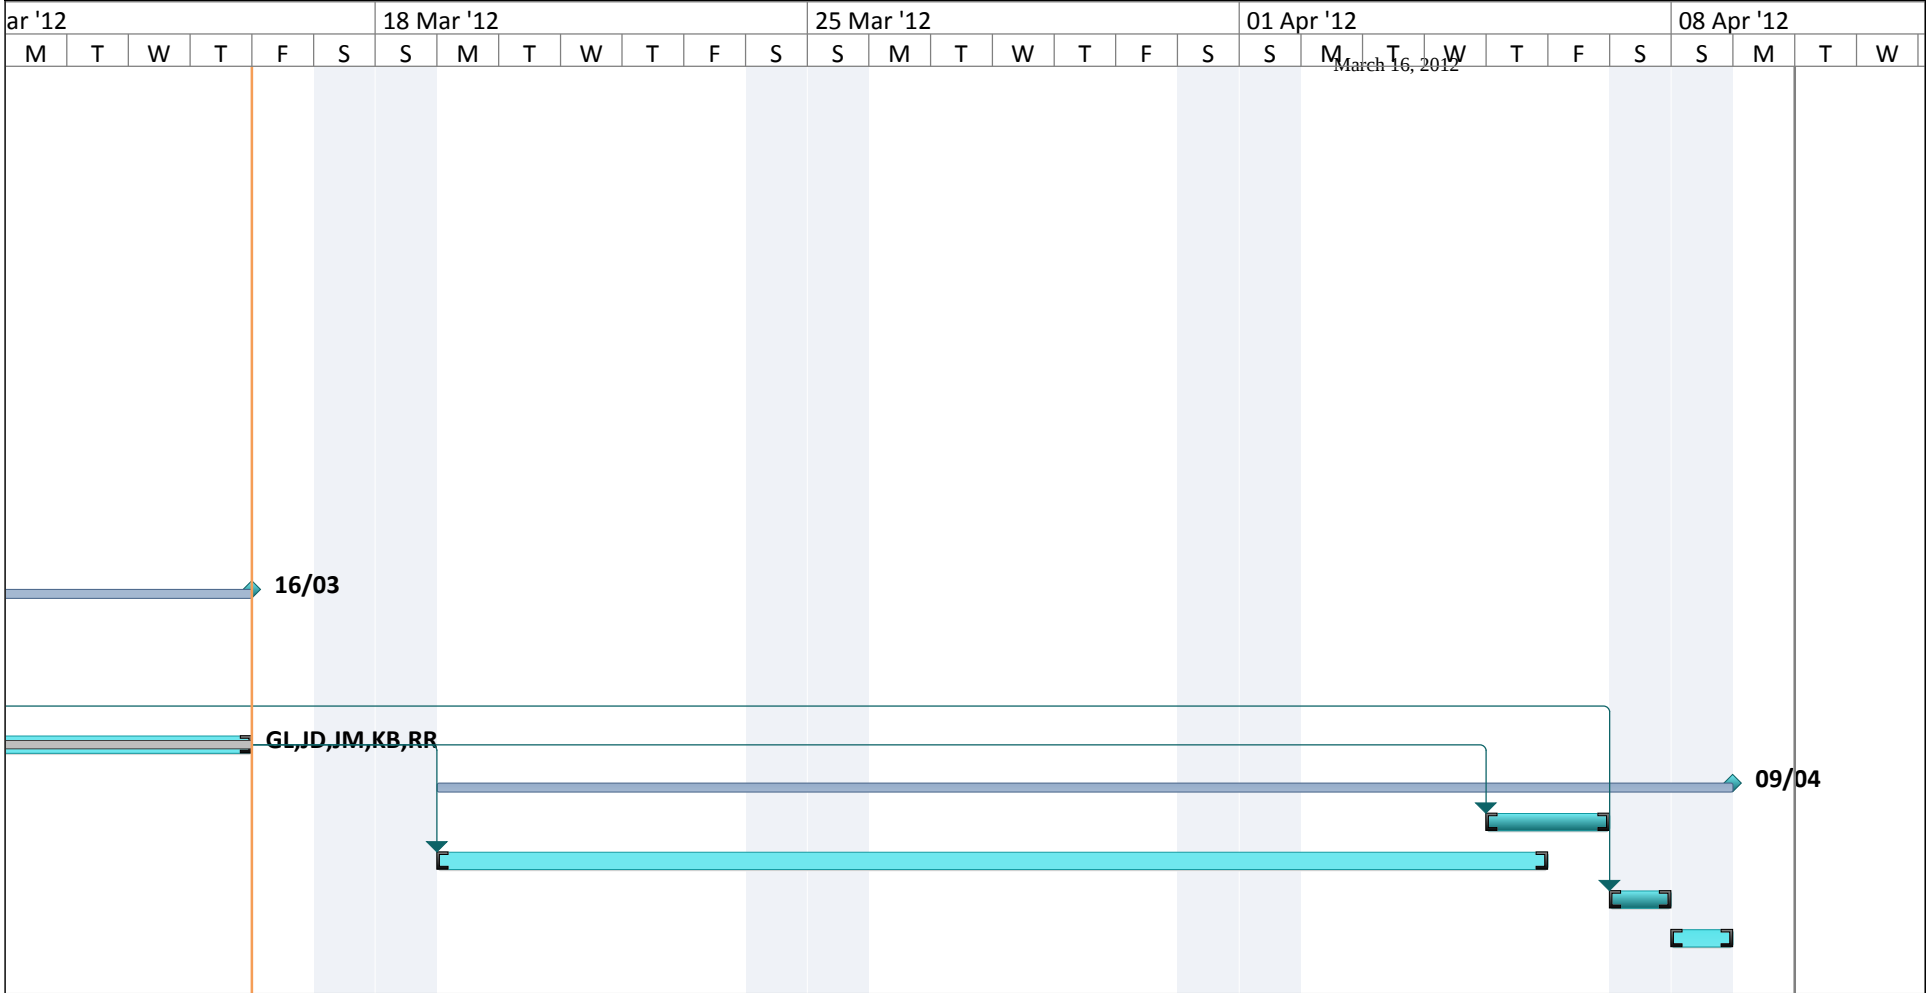 ar '12 18 Mar '12 25 Mar '12 01 Apr '12 08 Apr '12
M T W T F S S M T W T F S S M T W T F S S M T W T F S S M T W
March 16, 2012
16/03
GL,JD,JM,KB,RR
09/04